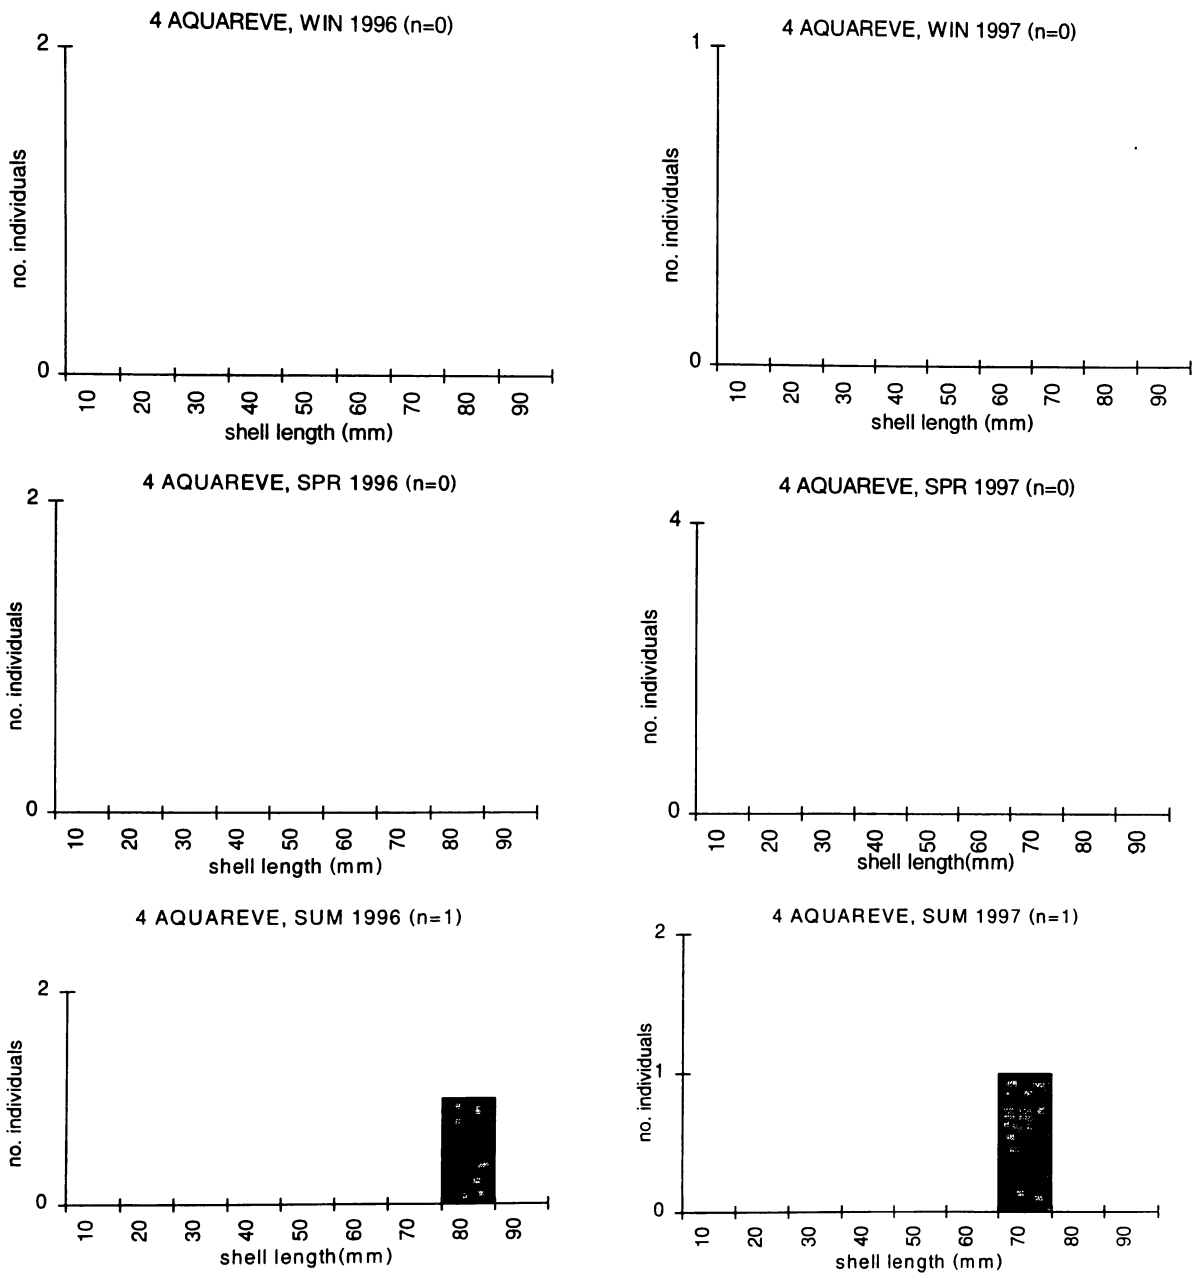 4 AQUAREVE, WIN 1996 (n=0)
2
no. individuals
0
10 20 30 40 50 60 70 80 90
shell length (mm)
4 AQUAREVE, WIN 1997 (n=0)
1
no. individuals
0
10 20 30 40 50 60 70 80 90
shell length (mm)
4 AQUAREVE, SPR 1996 (n=0)
2
no. individuals
0
10 20 30 40 50 60 70 80 90
shell length (mm)
4 AQUAREVE, SPR 1997 (n=0)
4
no. individuals
0
10 20 30 40 50 60 70 80 90
shell length(mm)
4 AQUAREVE, SUM 1996 (n=1)
2
no. individuals
0
10 20 30 40 50 60 70 80 90
shell length(mm)
4 AQUAREVE, SUM 1997 (n=1)
2
1
no. individuals
0
10 20 30 40 50 60 70 80 90
shell length (mm)